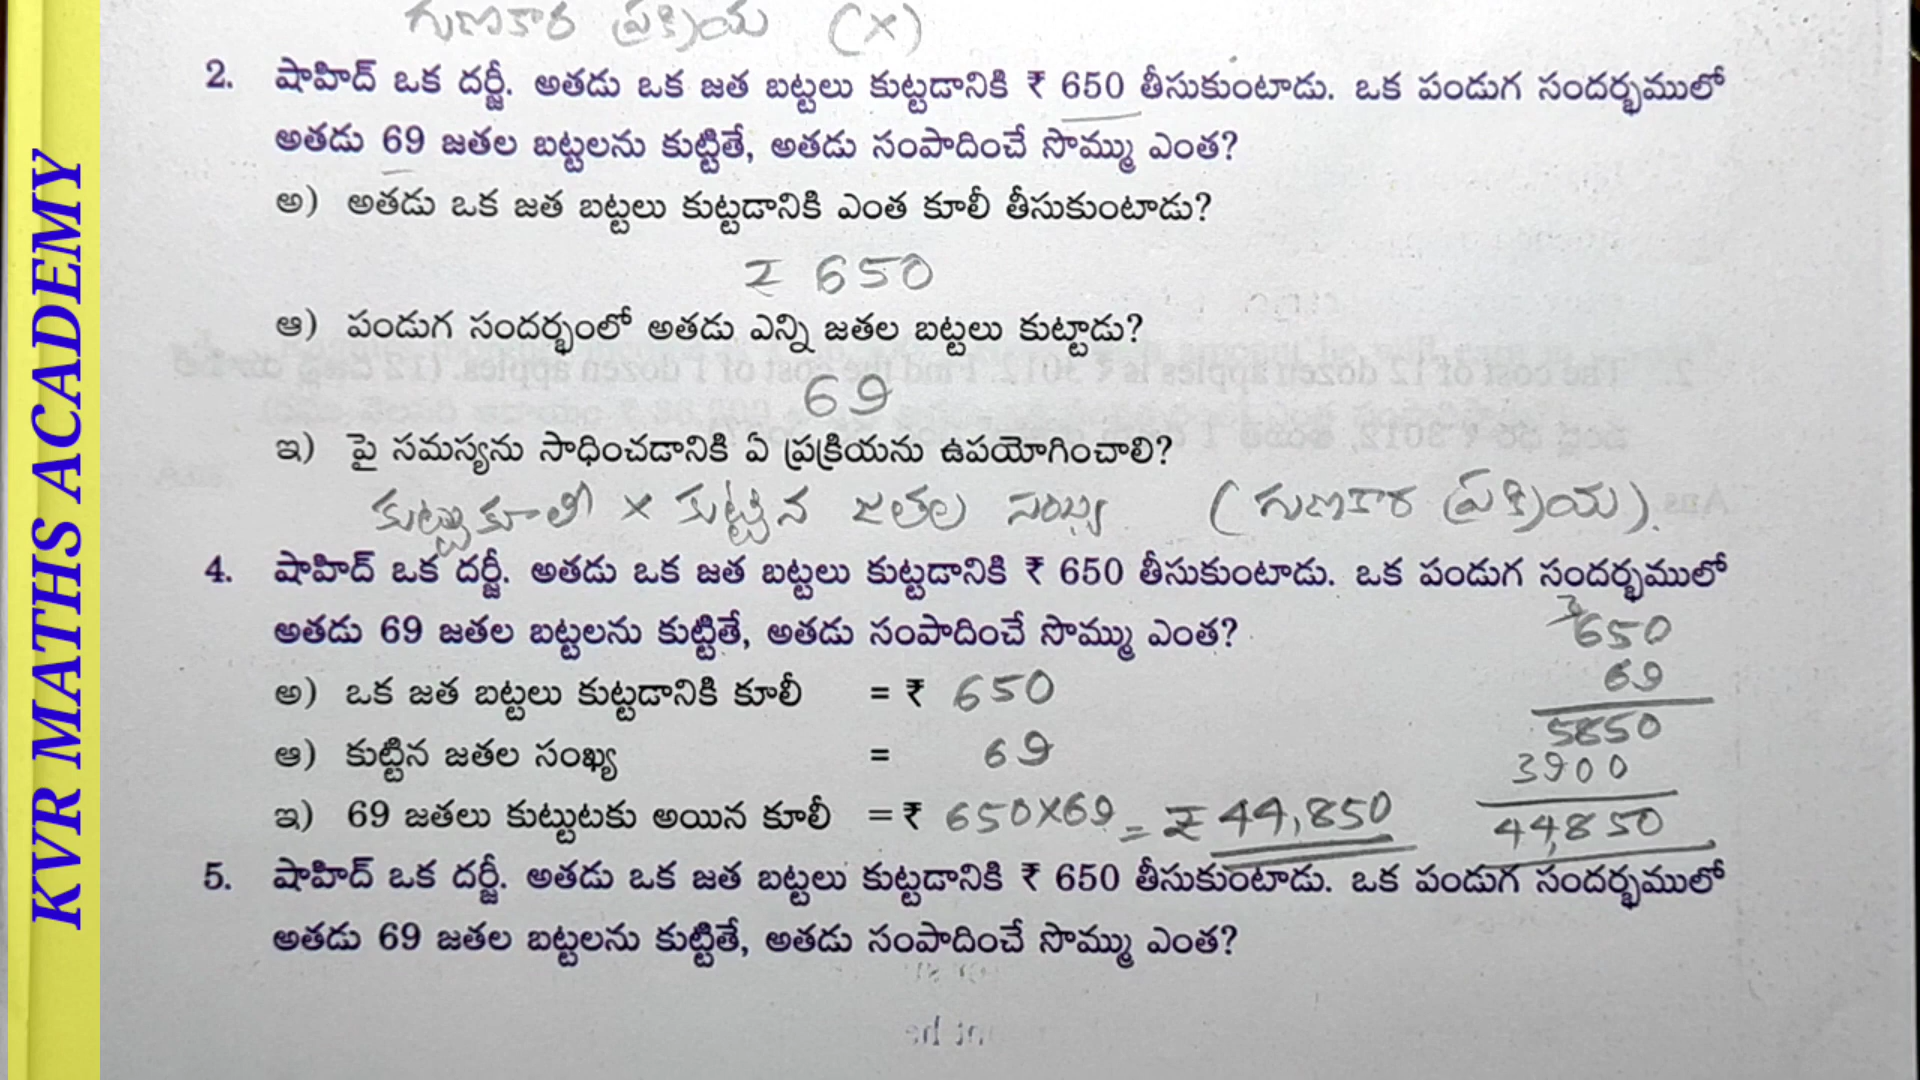 గుణకార ప్రక్రియ (×)
2. షాహిద్ ఒక దర్జీ. అతడు ఒక జత బట్టలు కుట్టడానికి ₹ 650 తీసుకుంటాడు. ఒక పండుగ సందర్భములో
అతడు 69 జతల బట్టలను కుట్టితే, అతడు సంపాదించే సొమ్ము ఎంత?
అ) అతడు ఒక జత బట్టలు కుట్టడానికి ఎంత కూలీ తీసుకుంటాడు?
₹ 650
ఆ) పండుగ సందర్భంలో అతడు ఎన్ని జతల బట్టలు కుట్టాడు?
69
ఇ) పై సమస్యను సాధించడానికి ఏ ప్రక్రియను ఉపయోగించాలి?
కుట్టుకూలీ × కుట్టిన జతల సంఖ్య (గుణకార ప్రక్రియ).
4. షాహిద్ ఒక దర్జీ. అతడు ఒక జత బట్టలు కుట్టడానికి ₹ 650 తీసుకుంటాడు. ఒక పండుగ సందర్భములో
అతడు 69 జతల బట్టలను కుట్టితే, అతడు సంపాదించే సొమ్ము ఎంత?
650
69
5850
3900
44,850
అ) ఒక జత బట్టలు కుట్టడానికి కూలీ = ₹ 650
ఆ) కుట్టిన జతల సంఖ్య = 69
ఇ) 69 జతలు కుట్టుటకు అయిన కూలీ = ₹ 650×69 = ₹ 44,850
5. షాహిద్ ఒక దర్జీ. అతడు ఒక జత బట్టలు కుట్టడానికి ₹ 650 తీసుకుంటాడు. ఒక పండుగ సందర్భములో
అతడు 69 జతల బట్టలను కుట్టితే, అతడు సంపాదించే సొమ్ము ఎంత?
KVR MATHS ACADEMY